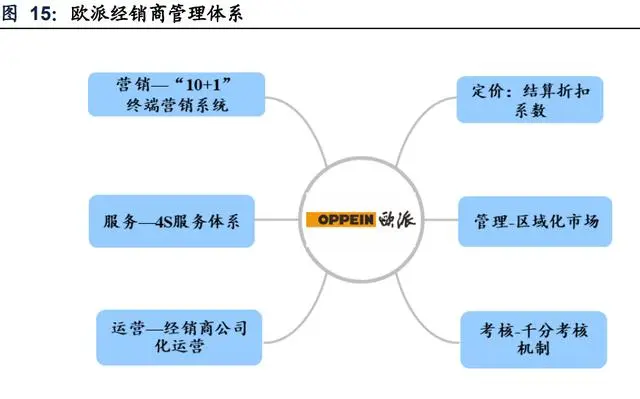 图 15：欧派经销商管理体系
营销—“10+1”
终端营销系统
定价：结算折扣
系数
服务—4S服务体系
OPPEIN 欧派
管理-区域化市场
运营—经销商公司
化运营
考核-千分考核
机制